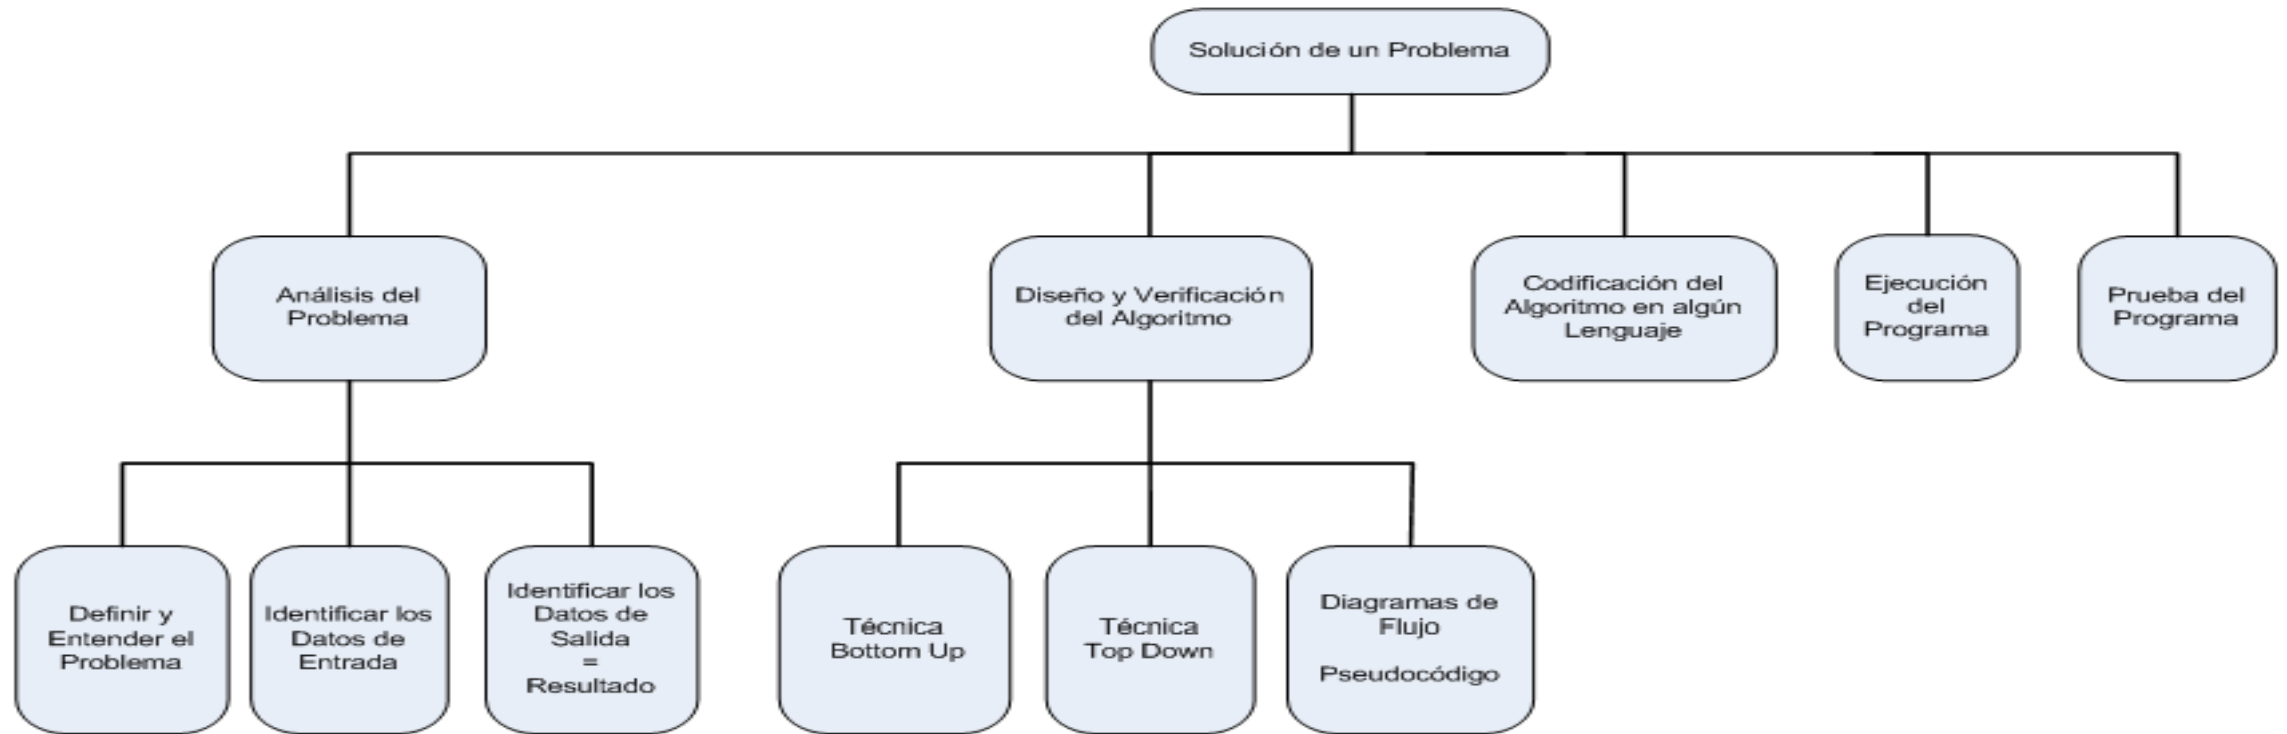 Solución de un Problema
Análisis del
Problema
Diseño y Verificación
del Algoritmo
Codificación del
Algoritmo en algún
Lenguaje
Ejecución
del
Programa
Prueba del
Programa
Definir y
Entender el
Problema
Identificar los
Datos de
Entrada
Identificar los
Datos de
Salida
=
Resultado
Técnica
Bottom Up
Técnica
Top Down
Diagramas de
Flujo
Pseudocódigo